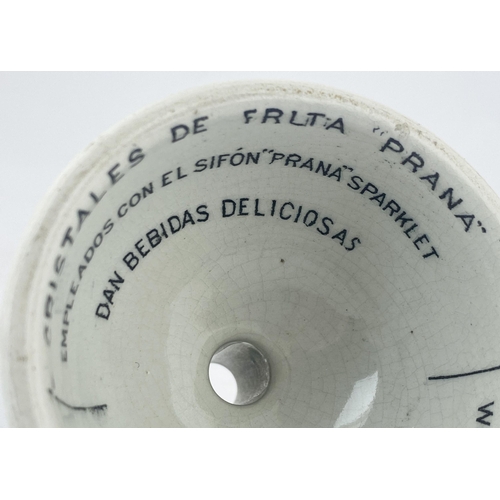 CRISTALES DE FRUTA "PRANA"
EMPLEADOS CON EL SIFÓN "PRANA" SPARKLET
DAN BEBIDAS DELICIOSAS
W